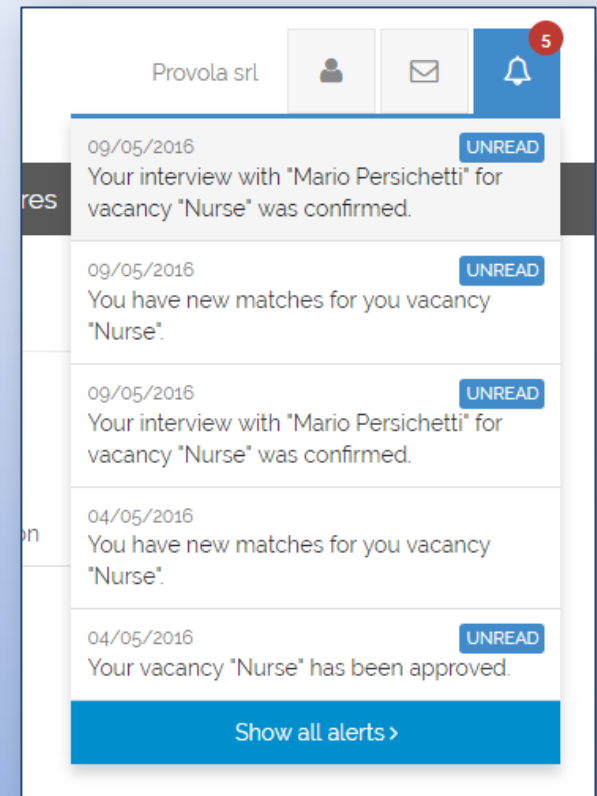 5
Provola srl
09/05/2016 UNREAD
Your interview with "Mario Persichetti" for
vacancy "Nurse" was confirmed.
res
09/05/2016 UNREAD
You have new matches for you vacancy
"Nurse".
09/05/2016 UNREAD
Your interview with "Mario Persichetti" for
vacancy "Nurse" was confirmed.
04/05/2016
You have new matches for you vacancy
"Nurse".
on
04/05/2016 UNREAD
Your vacancy "Nurse" has been approved.
Show all alerts >